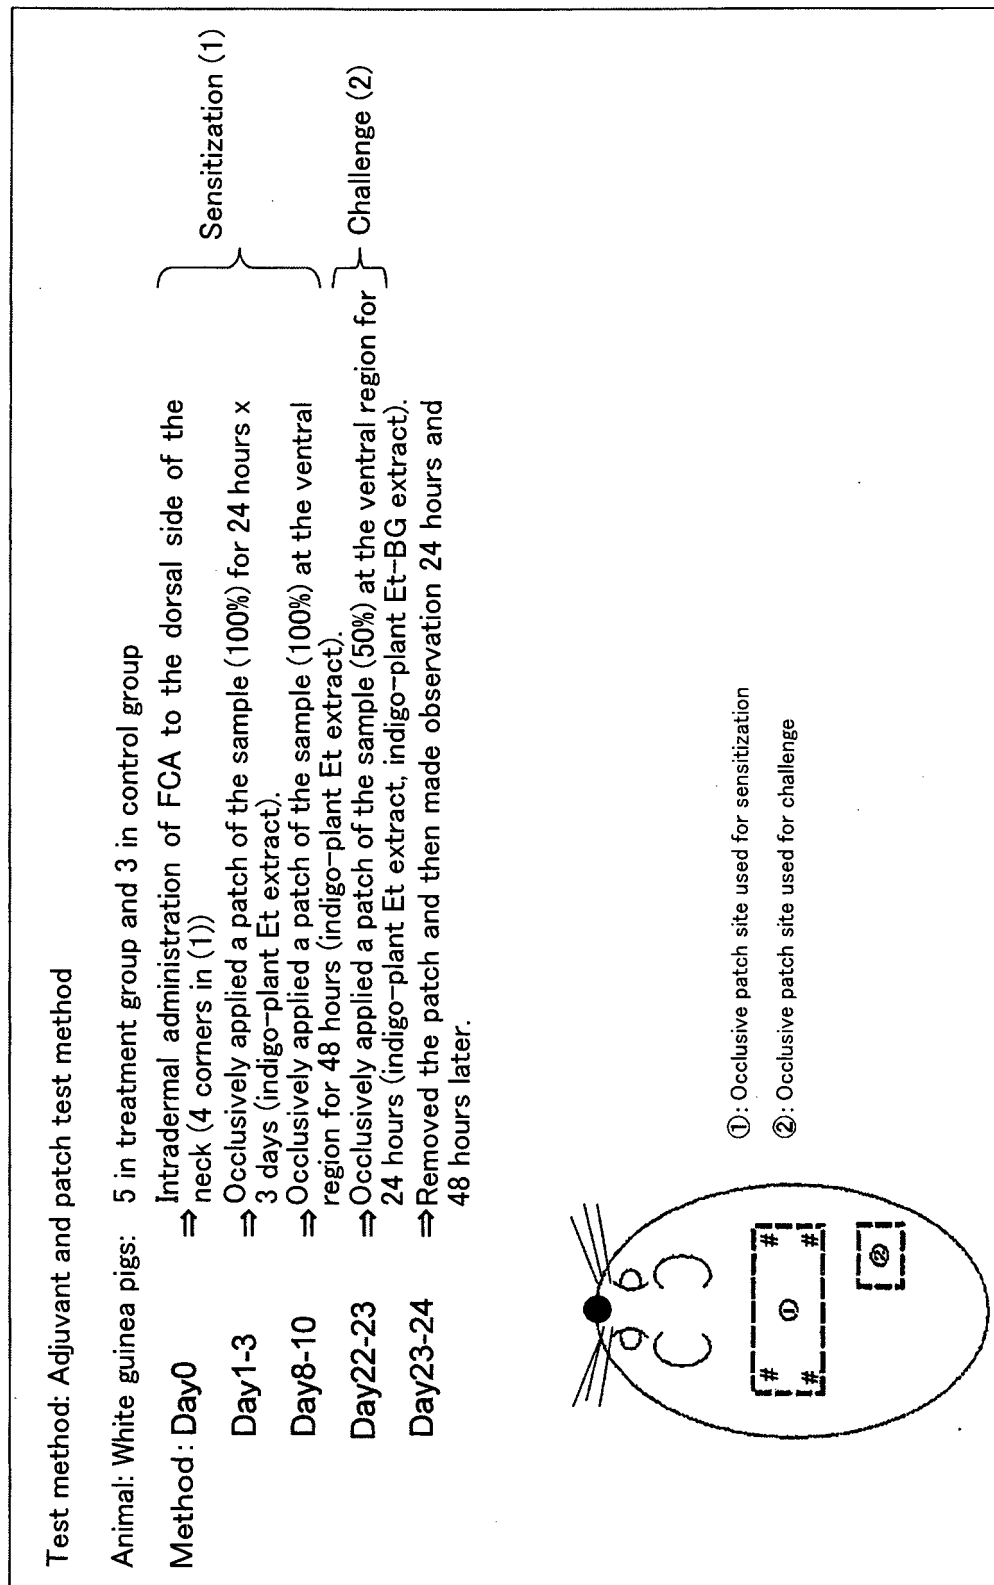 Test method: Adjuvant and patch test method
Animal: White guinea pigs: 5 in treatment group and 3 in control group
Method : Day0 ⇒ Intradermal administration of FCA to the dorsal side of the
neck (4 corners in (1))
Day1-3 ⇒ Occlusively applied a patch of the sample (100%) for 24 hours x
3 days (indigo-plant Et extract).
Day8-10 ⇒ Occlusively applied a patch of the sample (100%) at the ventral
region for 48 hours (indigo-plant Et extract).
Sensitization (1)
Day22-23 ⇒ Occlusively applied a patch of the sample (50%) at the ventral region for
24 hours (indigo-plant Et extract, indigo-plant Et-BG extract).
Challenge (2)
Day23-24 ⇒ Removed the patch and then made observation 24 hours and
48 hours later.
# #
①
# #
②
①: Occlusive patch site used for sensitization
②: Occlusive patch site used for challenge